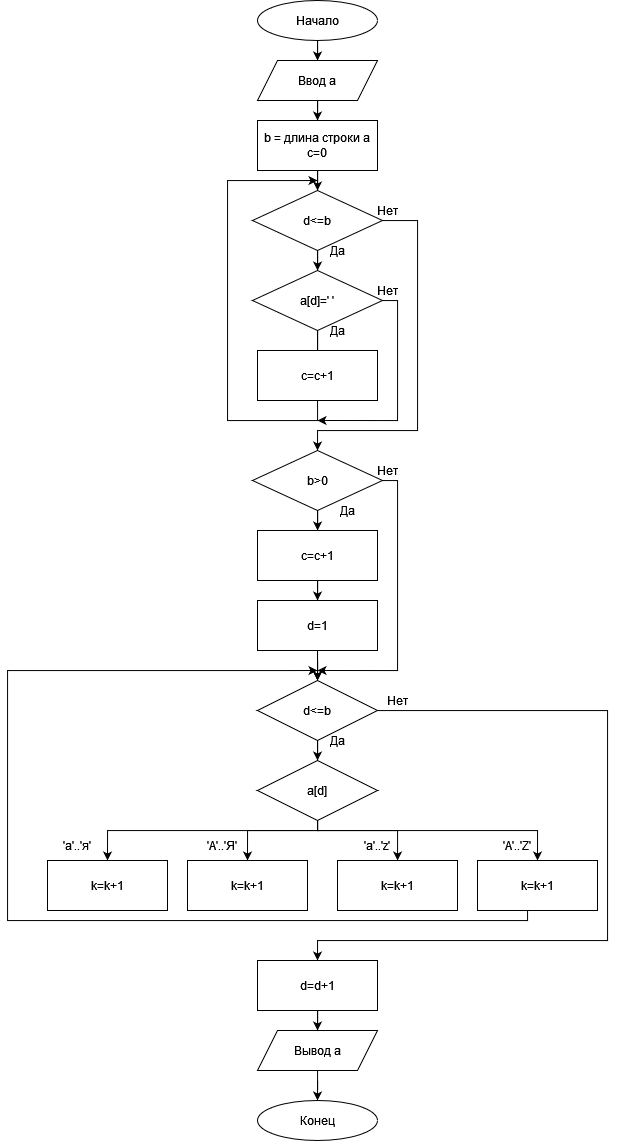 Начало
Ввод a
b = длина строки a
c=0
d<=b
Нет
Да
a[d]=' '
Нет
Да
c=c+1
b>0
Нет
Да
c=c+1
d=1
d<=b
Нет
Да
a[d]
'а'..'я'
'А'..'Я'
'a'..'z'
'A'..'Z'
k=k+1
k=k+1
k=k+1
k=k+1
d=d+1
Вывод a
Конец